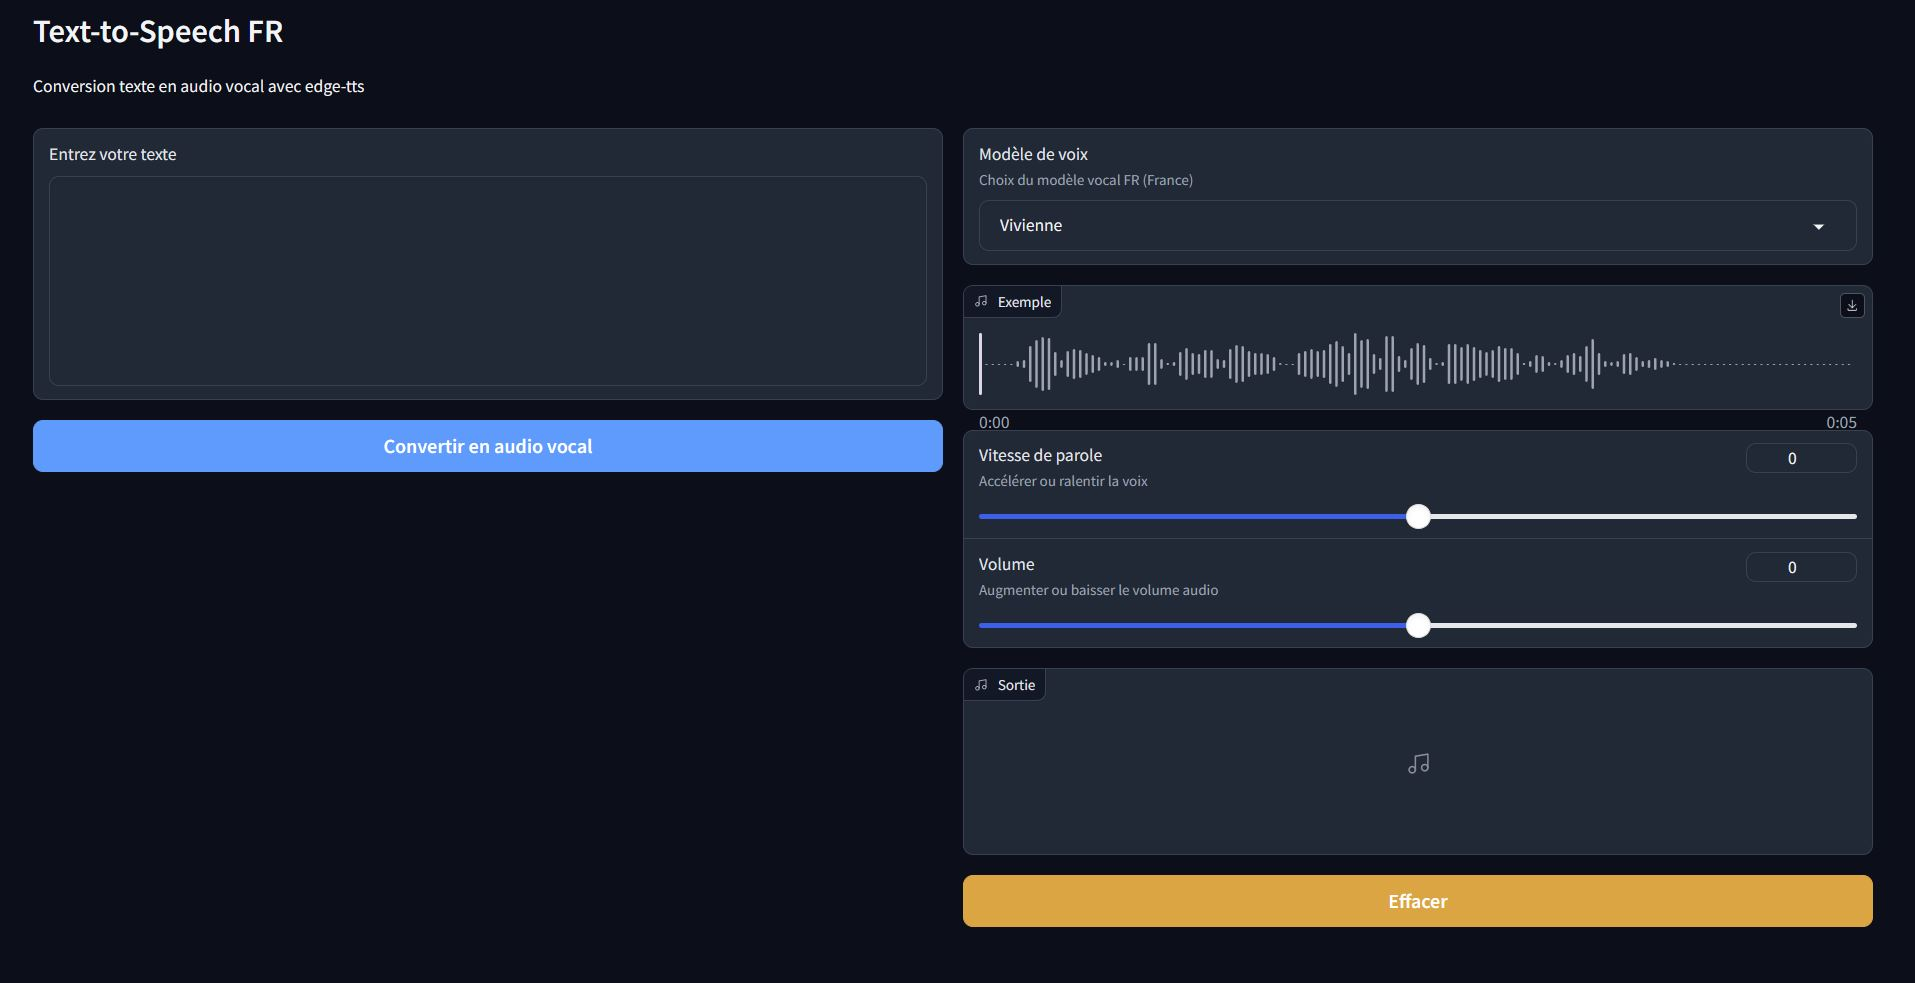 Text-to-Speech FR
Conversion texte en audio vocal avec edge-tts
Entrez votre texte
Convertir en audio vocal
Modèle de voix
Choix du modèle vocal FR (France)
Vivienne
Exemple
0:00 0:05
Vitesse de parole 0
Accélérer ou ralentir la voix
Volume 0
Augmenter ou baisser le volume audio
Sortie
Effacer